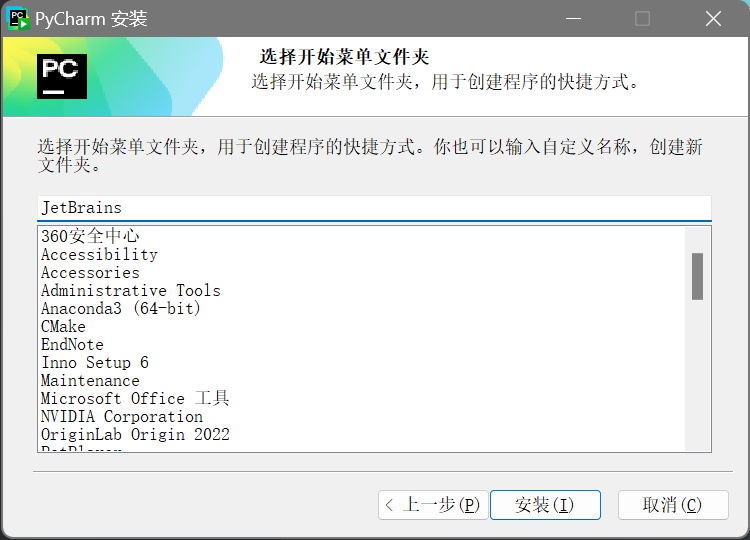 PyCharm 安装
PC
选择开始菜单文件夹
选择开始菜单文件夹，用于创建程序的快捷方式。
选择开始菜单文件夹，用于创建程序的快捷方式。你也可以输入自定义名称，创建新
文件夹。
JetBrains
360安全中心
Accessibility
Accessories
Administrative Tools
Anaconda3 (64-bit)
CMake
EndNote
Inno Setup 6
Maintenance
Microsoft Office 工具
NVIDIA Corporation
OriginLab Origin 2022
< 上一步(P) 安装(I) 取消(C)